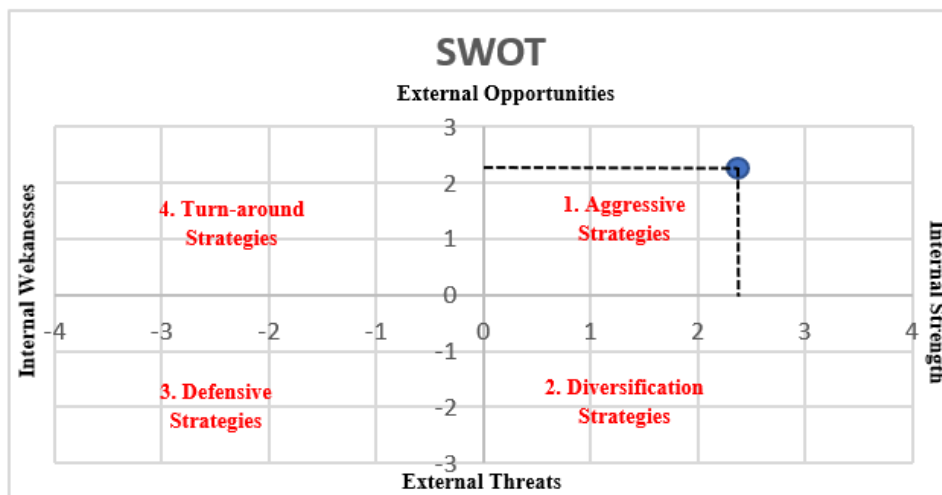 SWOT
External Opportunities
3
2
1
0
-1
-2
-3
-4
-3
-2
-1
0
1
2
3
4
4. Turn-around
Strategies
1. Aggressive
Strategies
3. Defensive
Strategies
2. Diversification
Strategies
Internal Wekanesses
Internal Strength
External Threats